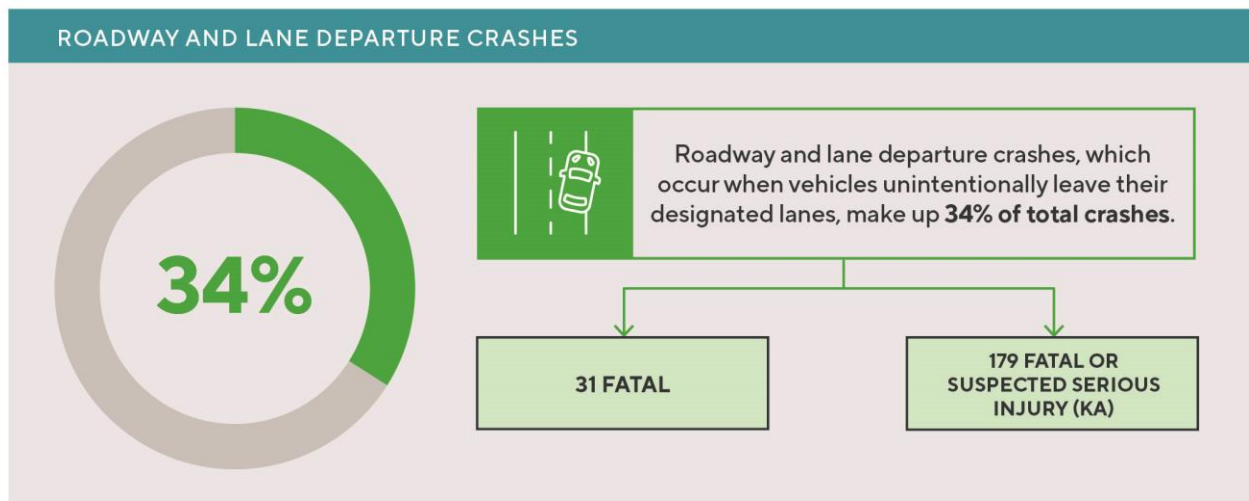 ROADWAY AND LANE DEPARTURE CRASHES
34%
Roadway and lane departure crashes, which
occur when vehicles unintentionally leave their
designated lanes, make up 34% of total crashes.
31 FATAL
179 FATAL OR
SUSPECTED SERIOUS
INJURY (KA)